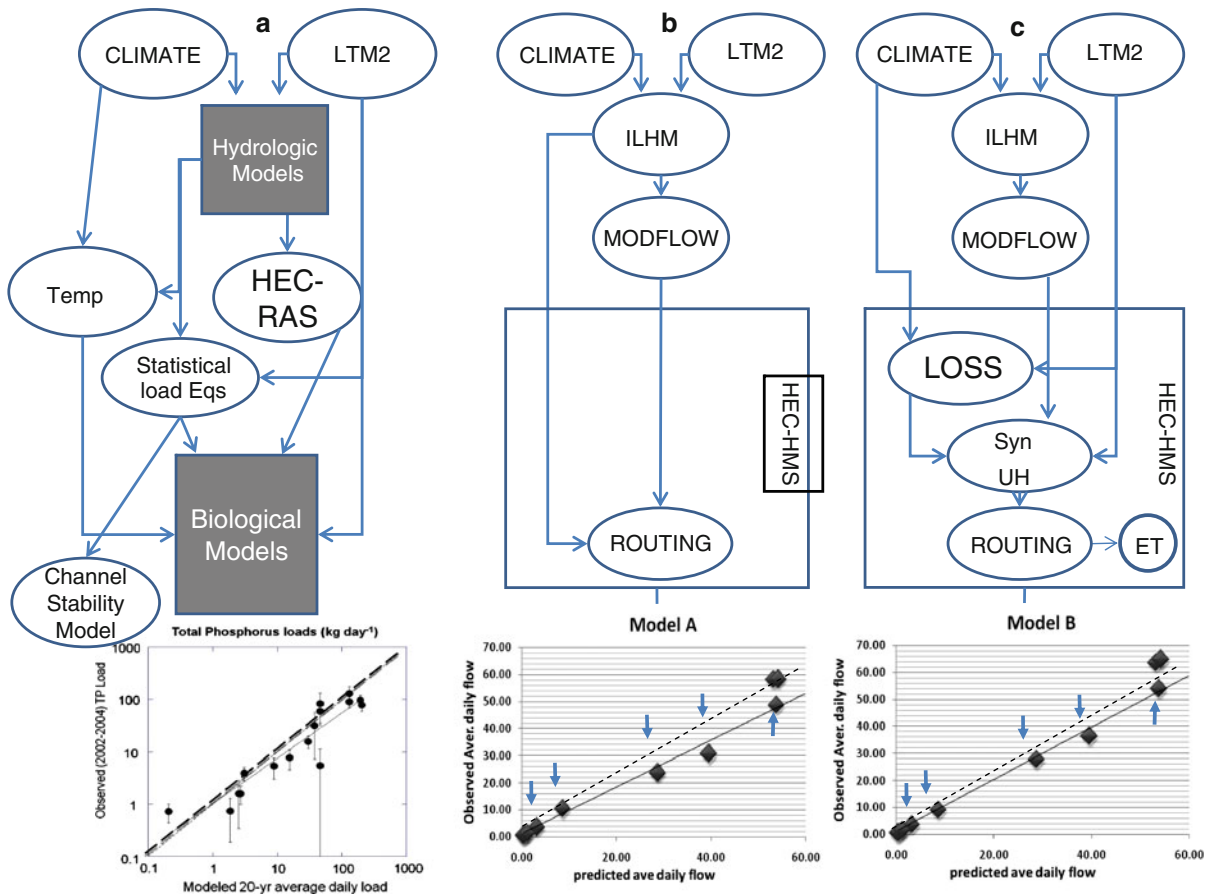 a
CLIMATE
LTM2
Hydrologic
Models
Temp
HEC-
RAS
Statistical
load Eqs
Biological
Models
Channel
Stability
Model
Total Phosphorus loads (kg day⁻¹)
Observed (2002-2004) TP Load
1000
100
10
1
0.1
0.1
1
10
100
1000
Modeled 20-yr average daily load
b
CLIMATE
LTM2
ILHM
MODFLOW
HEC-HMS
ROUTING
Model A
Observed Aver. daily flow
70.00
60.00
50.00
40.00
30.00
20.00
10.00
0.00
0.00
20.00
40.00
60.00
predicted ave daily flow
c
CLIMATE
LTM2
ILHM
MODFLOW
LOSS
HEC-HMS
Syn
UH
ROUTING
ET
Model B
Observed Aver. daily flow
70.00
60.00
50.00
40.00
30.00
20.00
10.00
0.00
0.00
20.00
40.00
60.00
predicted ave daily flow